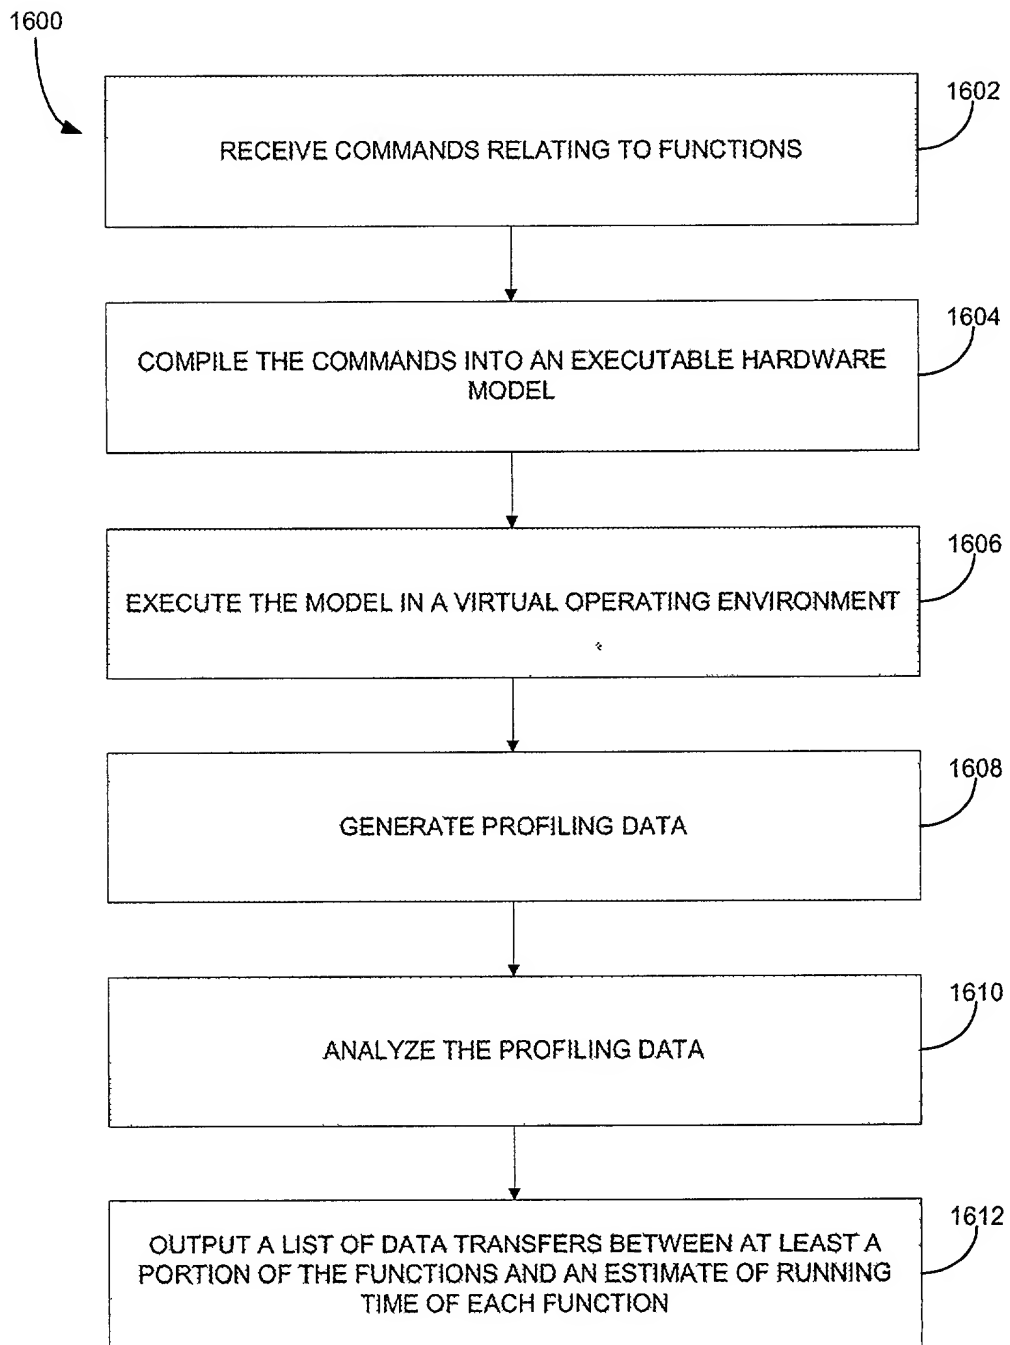 1600
1602
RECEIVE COMMANDS RELATING TO FUNCTIONS
1604
COMPILE THE COMMANDS INTO AN EXECUTABLE HARDWARE
MODEL
1606
EXECUTE THE MODEL IN A VIRTUAL OPERATING ENVIRONMENT
1608
GENERATE PROFILING DATA
1610
ANALYZE THE PROFILING DATA
1612
OUTPUT A LIST OF DATA TRANSFERS BETWEEN AT LEAST A
PORTION OF THE FUNCTIONS AND AN ESTIMATE OF RUNNING
TIME OF EACH FUNCTION